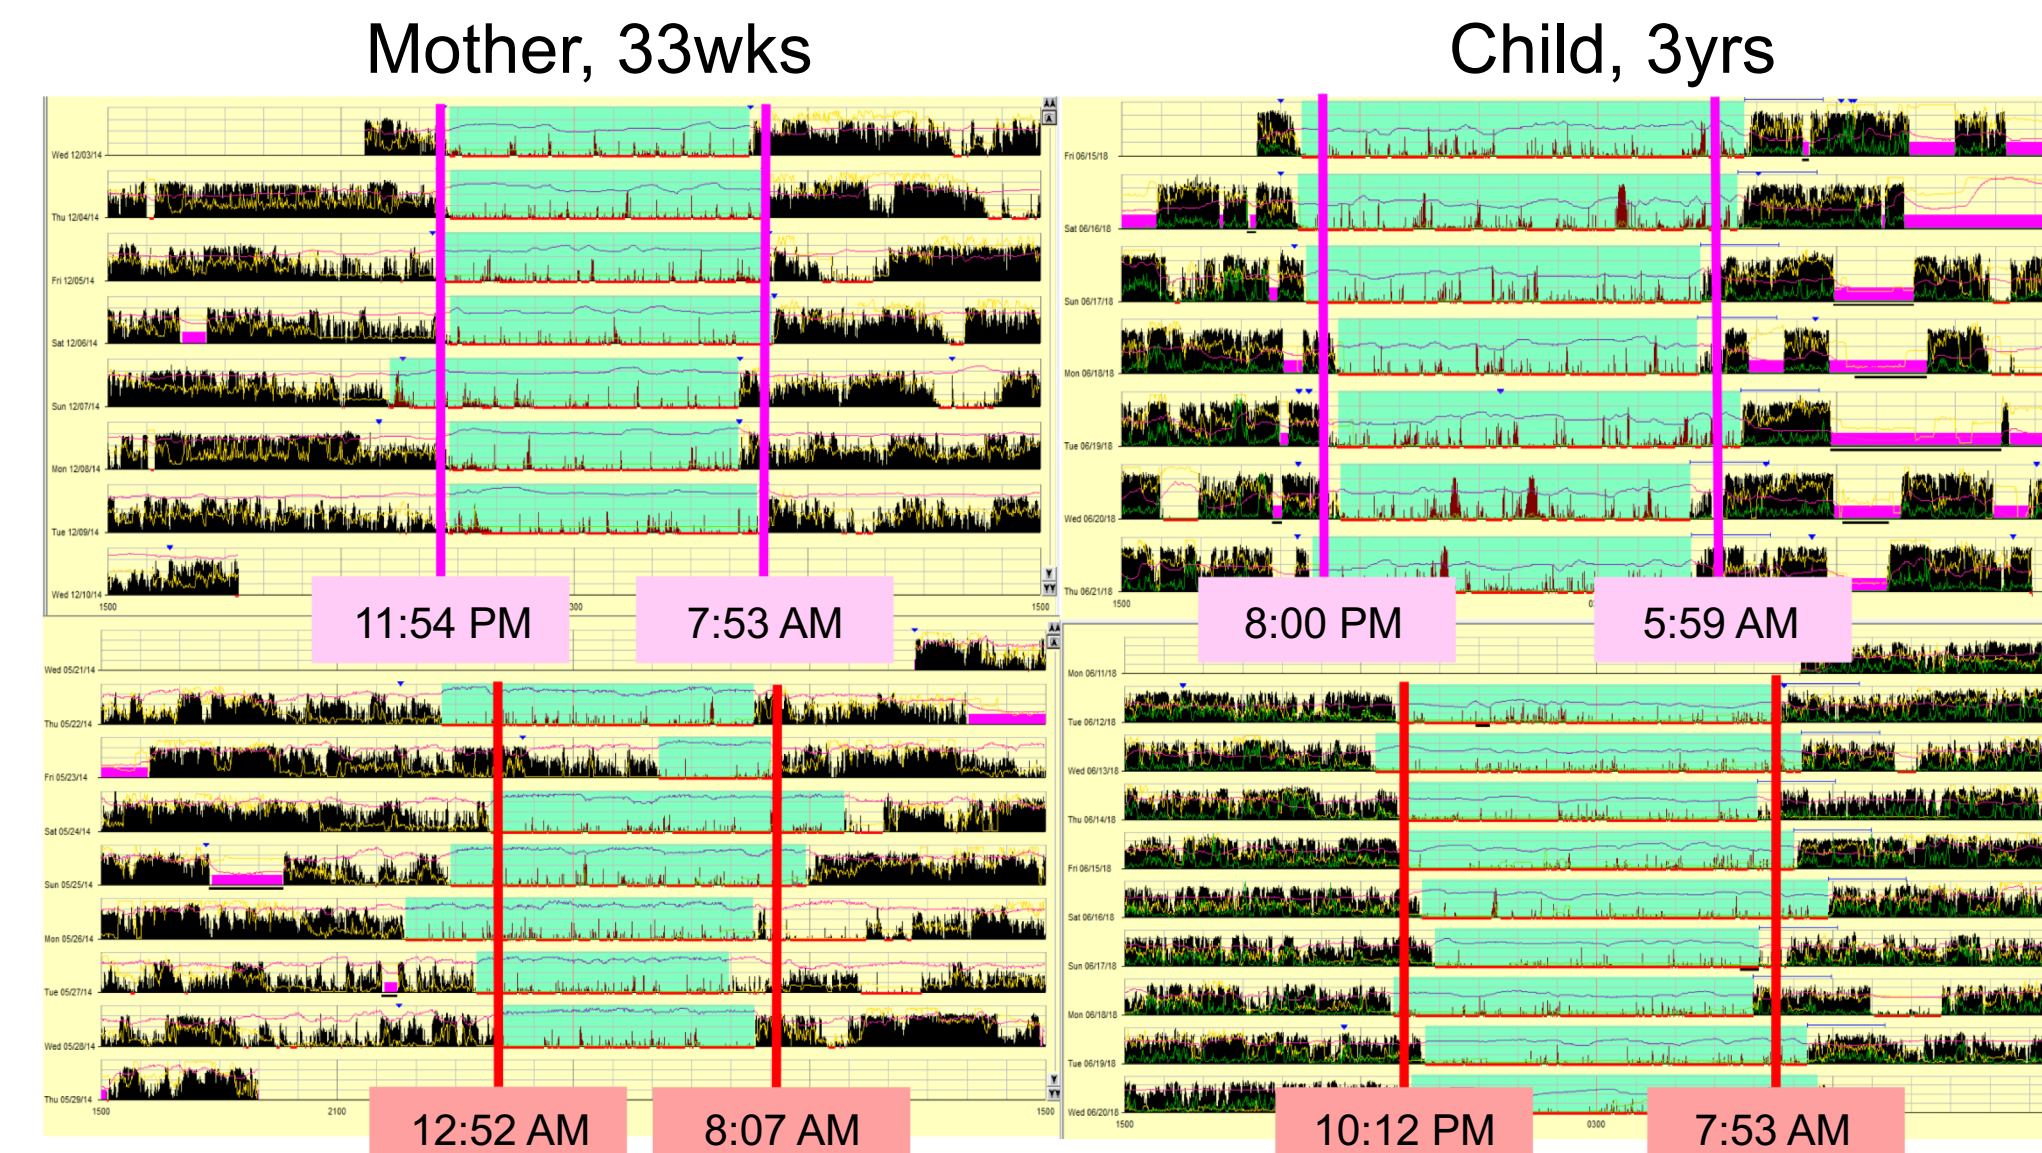 Mother, 33wks
Child, 3yrs
Wed 12/03/14
Thu 12/04/14
Fri 12/05/14
Sat 12/06/14
Sun 12/07/14
Mon 12/08/14
Tue 12/09/14
Wed 12/10/14
1500
300
1500
11:54 PM
7:53 AM
Fri 06/15/18
Sat 06/16/18
Sun 06/17/18
Mon 06/18/18
Tue 06/19/18
Wed 06/20/18
Thu 06/21/18
1500
8:00 PM
5:59 AM
Wed 05/21/14
Thu 05/22/14
Fri 05/23/14
Sat 05/24/14
Sun 05/25/14
Mon 05/26/14
Tue 05/27/14
Wed 05/28/14
Thu 05/29/14
1500
2100
1500
12:52 AM
8:07 AM
Mon 06/11/18
Tue 06/12/18
Wed 06/13/18
Thu 06/14/18
Fri 06/15/18
Sat 06/16/18
Sun 06/17/18
Mon 06/18/18
Tue 06/19/18
Wed 06/20/18
1500
0300
10:12 PM
7:53 AM